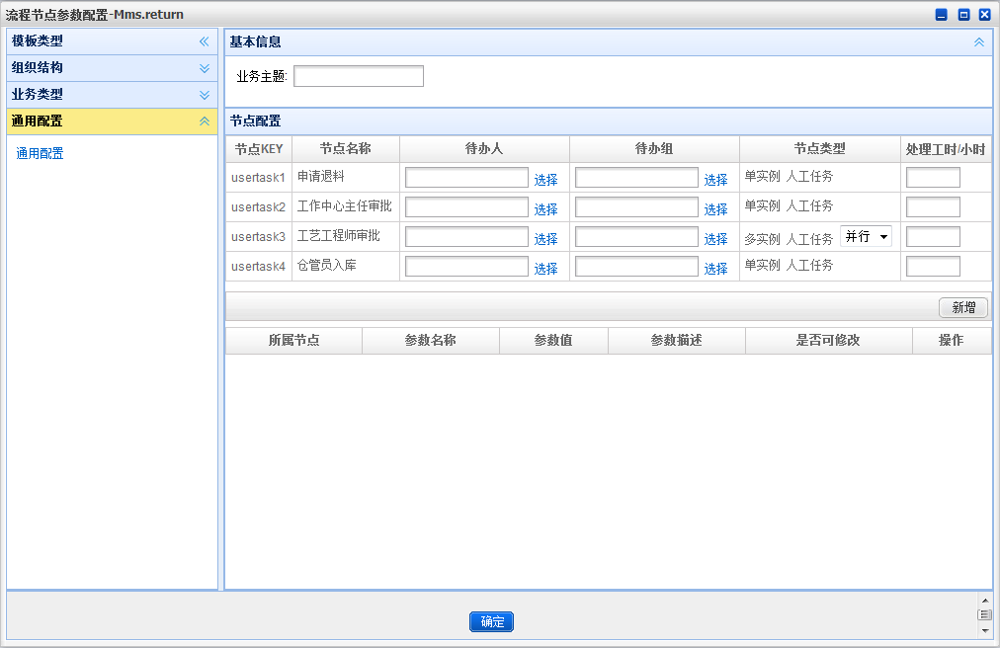 流程节点参数配置-Mms.return
模板类型
组织结构
业务类型
通用配置
通用配置
基本信息
业务主题:
节点配置
节点KEY 节点名称 待办人 待办组 节点类型 处理工时/小时
usertask1 申请退料 选择 选择 单实例 人工任务
usertask2 工作中心主任审批 选择 选择 单实例 人工任务
usertask3 工艺工程师审批 选择 选择 多实例 人工任务 并行
usertask4 仓管员入库 选择 选择 单实例 人工任务
新增
所属节点 参数名称 参数值 参数描述 是否可修改 操作
确定